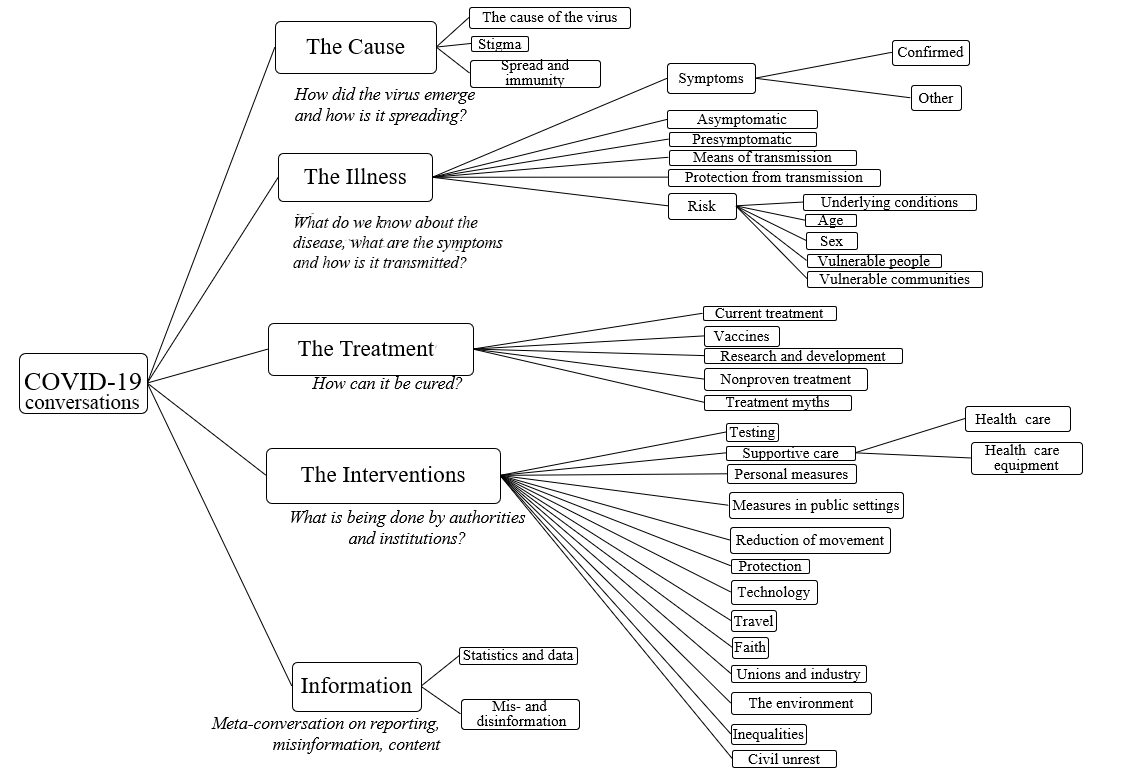 COVID-19
conversations
The Cause
How did the virus emerge
and how is it spreading?
The cause of the virus
Stigma
Spread and
immunity
The Illness
What do we know about the
disease, what are the symptoms
and how is it transmitted?
Symptoms
Confirmed
Other
Asymptomatic
Presymptomatic
Means of transmission
Protection from transmission
Risk
Underlying conditions
Age
Sex
Vulnerable people
Vulnerable communities
The Treatment
How can it be cured?
Current treatment
Vaccines
Research and development
Nonproven treatment
Treatment myths
The Interventions
What is being done by authorities
and institutions?
Testing
Supportive care
Health care
Health care
equipment
Personal measures
Measures in public settings
Reduction of movement
Protection
Technology
Travel
Faith
Unions and industry
The environment
Inequalities
Civil unrest
Information
Meta-conversation on reporting,
misinformation, content
Statistics and data
Mis- and
disinformation